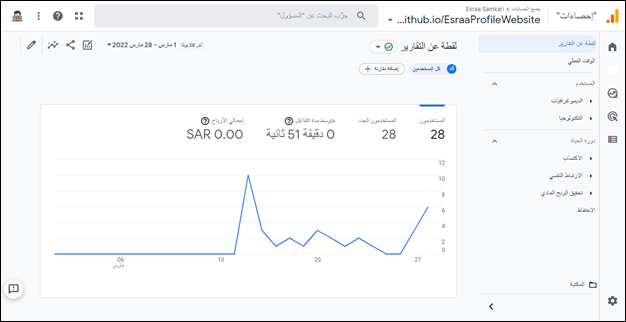 "إحصاءات"
جميع الحسابات > Esraa Samkari
...ithub.io/EsraaProfileWebsite
جرّب البحث عن "المسؤول"
لقطة عن التقارير
الوقت الفعلي
المستخدم
الديموغرافيات
التكنولوجيا
دورة الحياة
الاكتساب
الارتباط النفسي
تحقيق الربح المادي
الاحتفاظ
المكتبة
لقطة عن التقارير
آخر 28 يومًا 1 مارس - 28 مارس 2022
كل المستخدمين
إضافة مقارنة +
المستخدمون
28
المستخدمون الجدد
28
متوسط مدة التفاعل
0 دقيقة 51 ثانية
إجمالي الأرباح
SAR 0.00
12
10
8
6
4
2
0
06
مارس
13
20
27